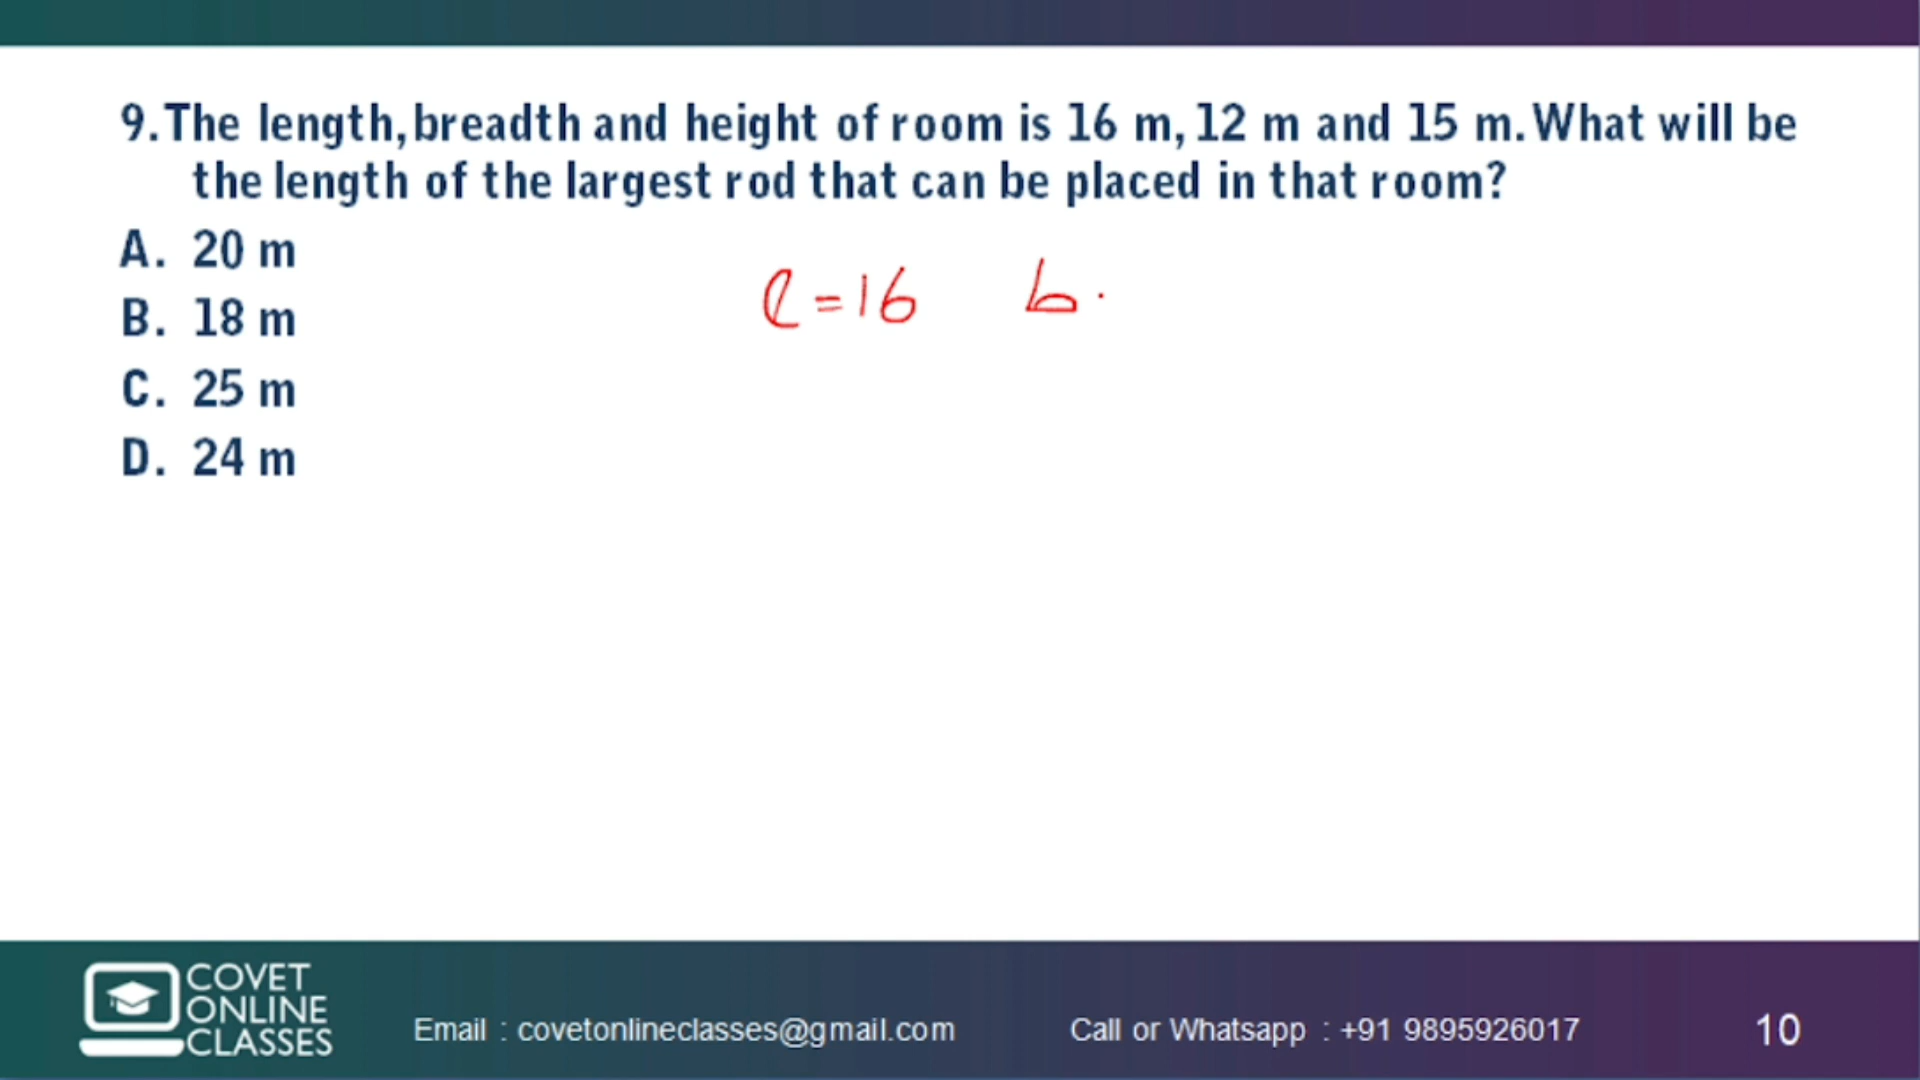 9. The length, breadth and height of room is 16 m, 12 m and 15 m. What will be
the length of the largest rod that can be placed in that room?
A. 20 m
B. 18 m
C. 25 m
D. 24 m
l = 16 b
COVET
ONLINE
CLASSES
Email : covetonlineclasses@gmail.com Call or Whatsapp : +91 9895926017 10